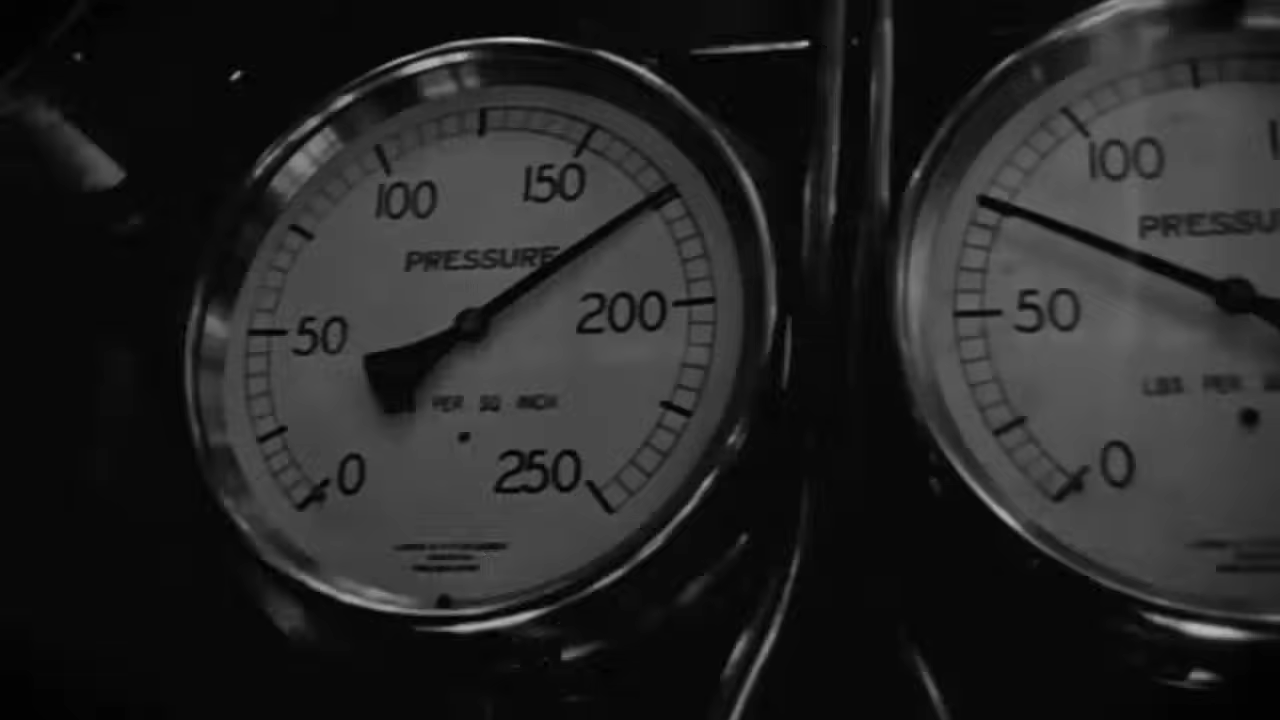 100
150
PRESSURE
50
200
PER SQ INCH
0
250
100
PRESSU
50
LBS PER
0